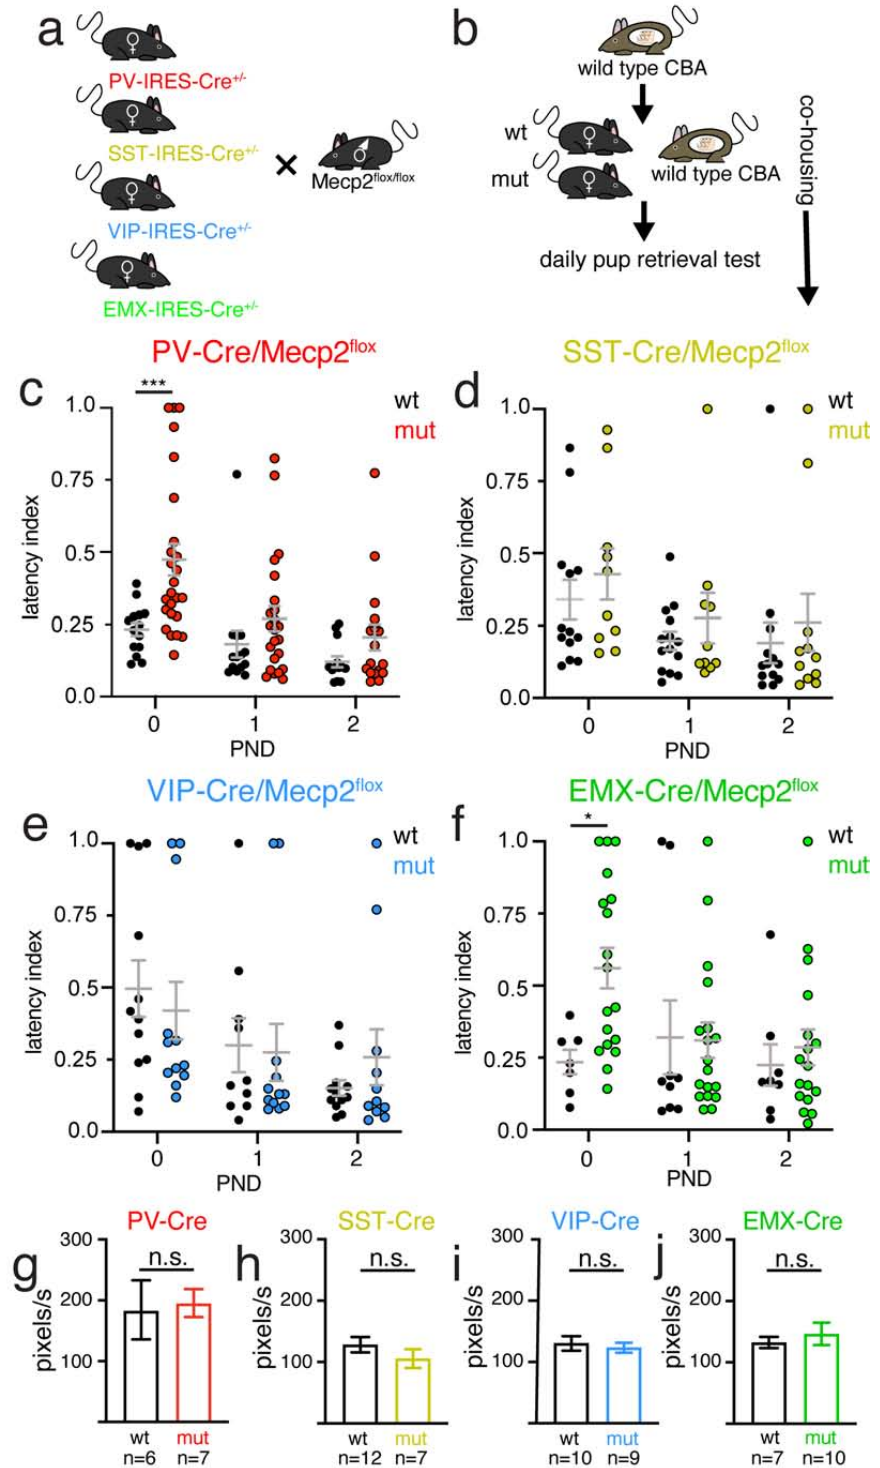 a
PV-IRES-Cre+/-
SST-IRES-Cre+/-
VIP-IRES-Cre+/-
EMX-IRES-Cre+/-
×
Mecp2flox/flox
b
wild type CBA
wt
mut
wild type CBA
co-housing
daily pup retrieval test
PV-Cre/Mecp2flox
c
***
wt
mut
1.0
0.75
0.5
0.25
0.0
latency index
0 1 2
PND
SST-Cre/Mecp2flox
d
wt
mut
1.0
0.75
0.5
0.25
0.0
latency index
0 1 2
PND
VIP-Cre/Mecp2flox
e
wt
mut
1.0
0.75
0.5
0.25
0.0
latency index
0 1 2
PND
EMX-Cre/Mecp2flox
f
*
wt
mut
1.0
0.75
0.5
0.25
0.0
latency index
0 1 2
PND
PV-Cre
g
300
200
100
pixels/s
n.s.
wt mut
n=6 n=7
SST-Cre
h
300
200
100
pixels/s
n.s.
wt mut
n=12 n=7
VIP-Cre
i
300
200
100
pixels/s
n.s.
wt mut
n=10 n=9
EMX-Cre
j
300
200
100
pixels/s
n.s.
wt mut
n=7 n=10